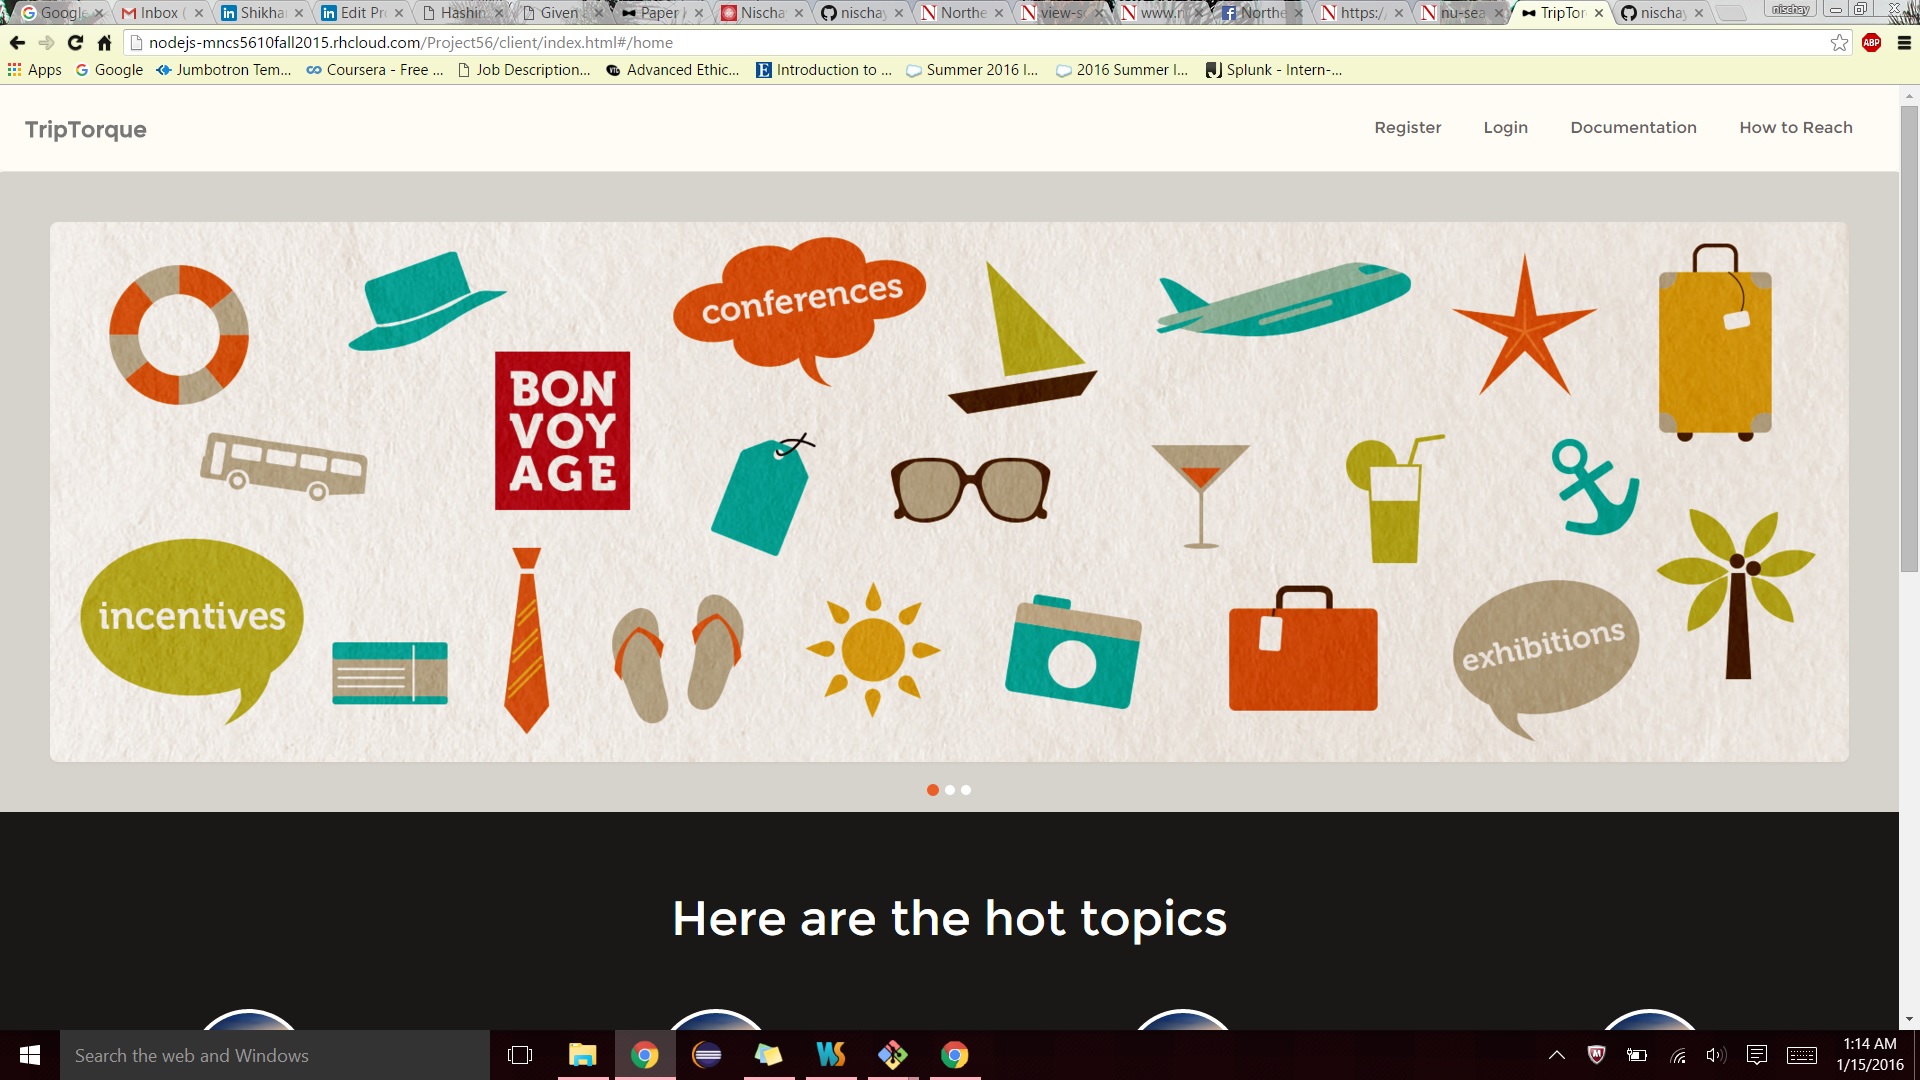 Google
Inbox (
Shikha
Edit Pr
Hashin
Given
Paper
Nischa
nischay
Northe
view-s
www.n
Northe
https:/
nu-sea
TripTor
nischay
nischay
nodejs-mncs5610fall2015.rhcloud.com/Project56/client/index.html#/home
ABP
Apps
Google
Jumbotron Tem...
Coursera - Free ...
Job Description...
Advanced Ethic...
Introduction to ...
Summer 2016 I...
2016 Summer I...
Splunk - Intern-...
TripTorque
Register
Login
Documentation
How to Reach
conferences
BON
VOY
AGE
incentives
exhibitions
Here are the hot topics
Search the web and Windows
1:14 AM
1/15/2016